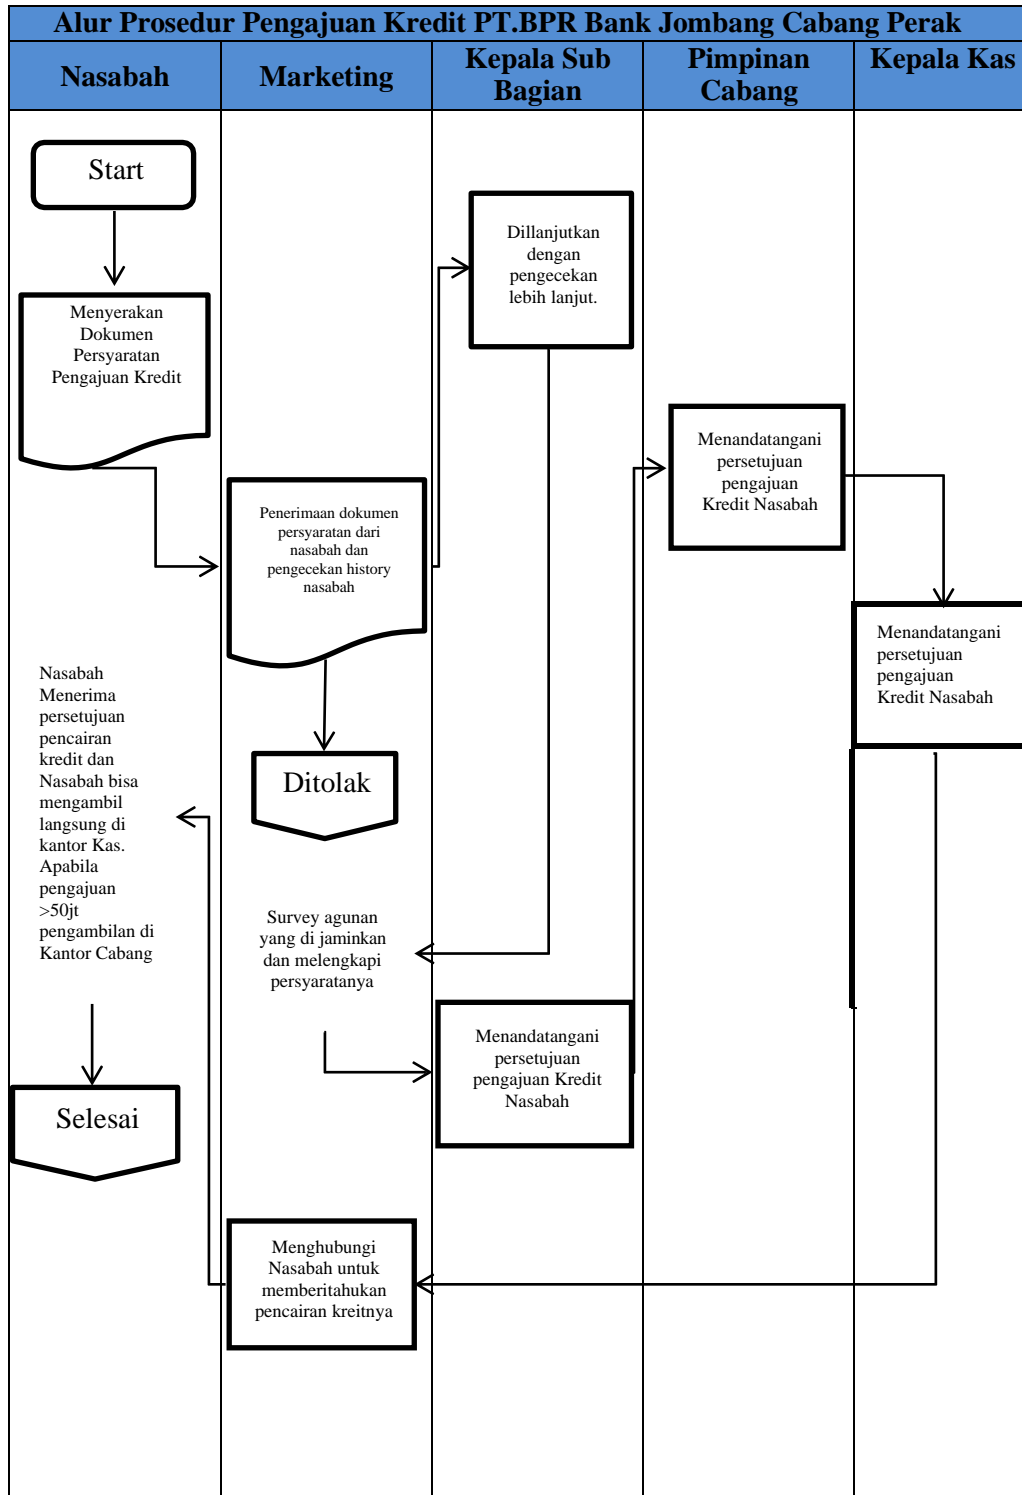 Alur Prosedur Pengajuan Kredit PT.BPR Bank Jombang Cabang Perak
Nasabah
Marketing
Kepala Sub
Bagian
Pimpinan
Cabang
Kepala Kas
Start
Menyerakan
Dokumen
Persyaratan
Pengajuan Kredit
Penerimaan dokumen
persyaratan dari
nasabah dan
pengecekan history
nasabah
Dillanjutkan
dengan
pengecekan
lebih lanjut.
Menandatangani
persetujuan
pengajuan
Kredit Nasabah
Menandatangani
persetujuan
pengajuan
Kredit Nasabah
Nasabah
Menerima
persetujuan
pencairan
kredit dan
Nasabah bisa
mengambil
langsung di
kantor Kas.
Apabila
pengajuan
>50jt
pengambilan di
Kantor Cabang
Ditolak
Survey agunan
yang di jaminkan
dan melengkapi
persyaratanya
Menandatangani
persetujuan
pengajuan Kredit
Nasabah
Selesai
Menghubungi
Nasabah untuk
memberitahukan
pencairan kreitnya